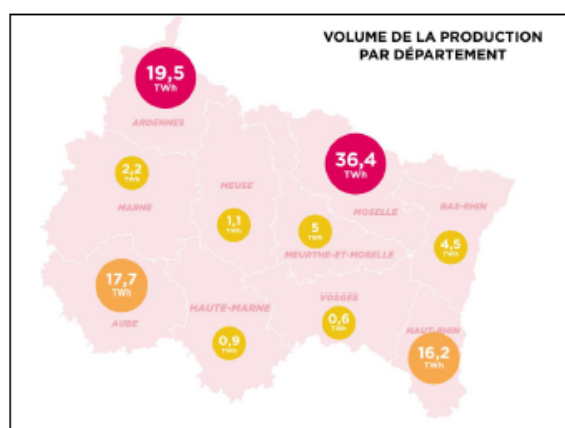 VOLUME DE LA PRODUCTION
PAR DÉPARTEMENT
19,5
TWh
ARDENNES
2,2
TWh
MARNE
MEUSE
1,1
TWh
36,4
TWh
MOSELLE
5
TWh
MEURTHE-ET-MOSELLE
BAS-RHIN
4,5
TWh
17,7
TWh
AUBE
HAUTE-MARNE
0,9
TWh
VOSGES
0,6
TWh
HAUT-RHIN
16,2
TWh